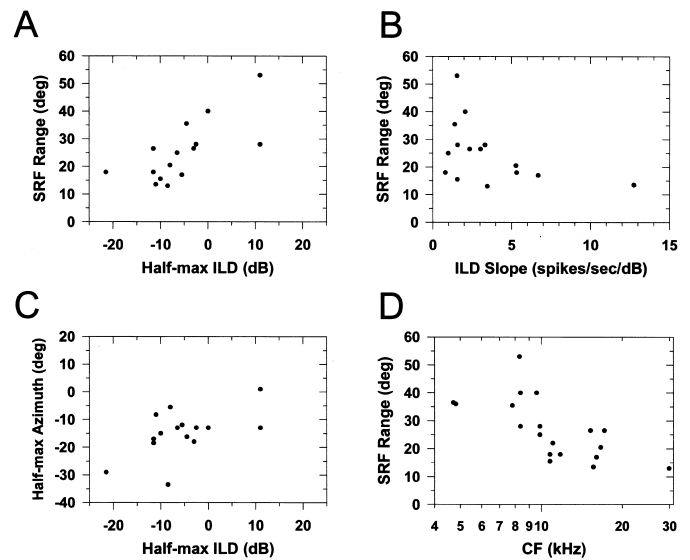 A
B
60
50
40
30
20
10
0
SRF Range (deg)
-20 -10 0 10 20
Half-max ILD (dB)
60
50
40
30
20
10
0
SRF Range (deg)
0 5 10 15
ILD Slope (spikes/sec/dB)
C
D
20
10
0
-10
-20
-30
-40
Half-max Azimuth (deg)
-20 -10 0 10 20
Half-max ILD (dB)
60
50
40
30
20
10
0
SRF Range (deg)
4 5 6 7 8 9 10 20 30
CF (kHz)